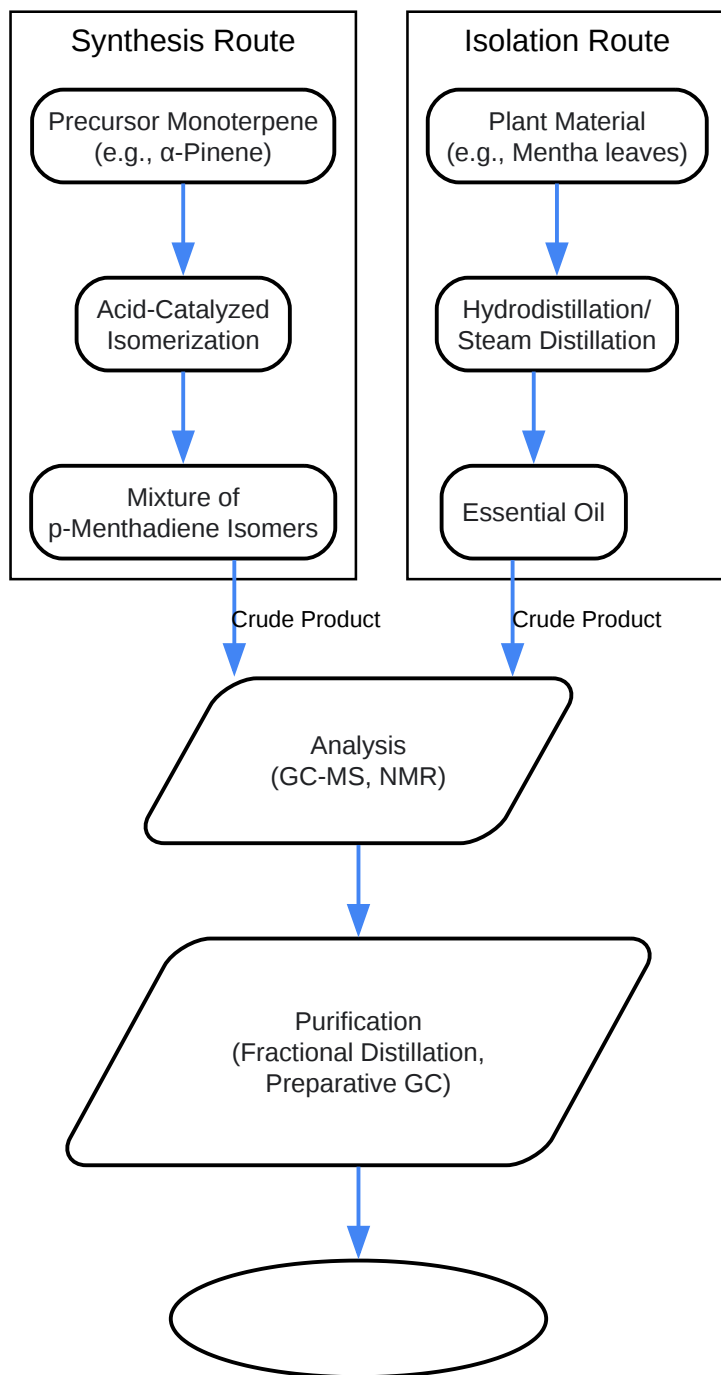 Synthesis Route
Precursor Monoterpene
(e.g., α-Pinene)
Acid-Catalyzed
Isomerization
Mixture of
p-Menthadiene Isomers
Isolation Route
Plant Material
(e.g., Mentha leaves)
Hydrodistillation/
Steam Distillation
Essential Oil
Crude Product
Crude Product
Analysis
(GC-MS, NMR)
Purification
(Fractional Distillation,
Preparative GC)